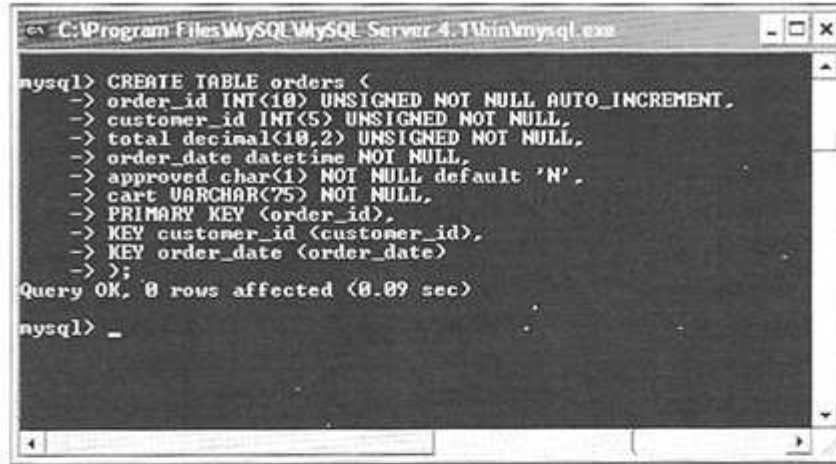 C:\Program Files\MySQL\MySQL Server 4.1\bin\mysql.exe
mysql> CREATE TABLE orders (
-> order_id INT(10) UNSIGNED NOT NULL AUTO_INCREMENT,
-> customer_id INT(5) UNSIGNED NOT NULL,
-> total decimal(10,2) UNSIGNED NOT NULL,
-> order_date datetime NOT NULL,
-> approved char(1) NOT NULL default 'N',
-> cart VARCHAR(75) NOT NULL,
-> PRIMARY KEY (order_id),
-> KEY customer_id (customer_id),
-> KEY order_date (order_date)
-> );
Query OK, 0 rows affected (0.09 sec)
mysql> _